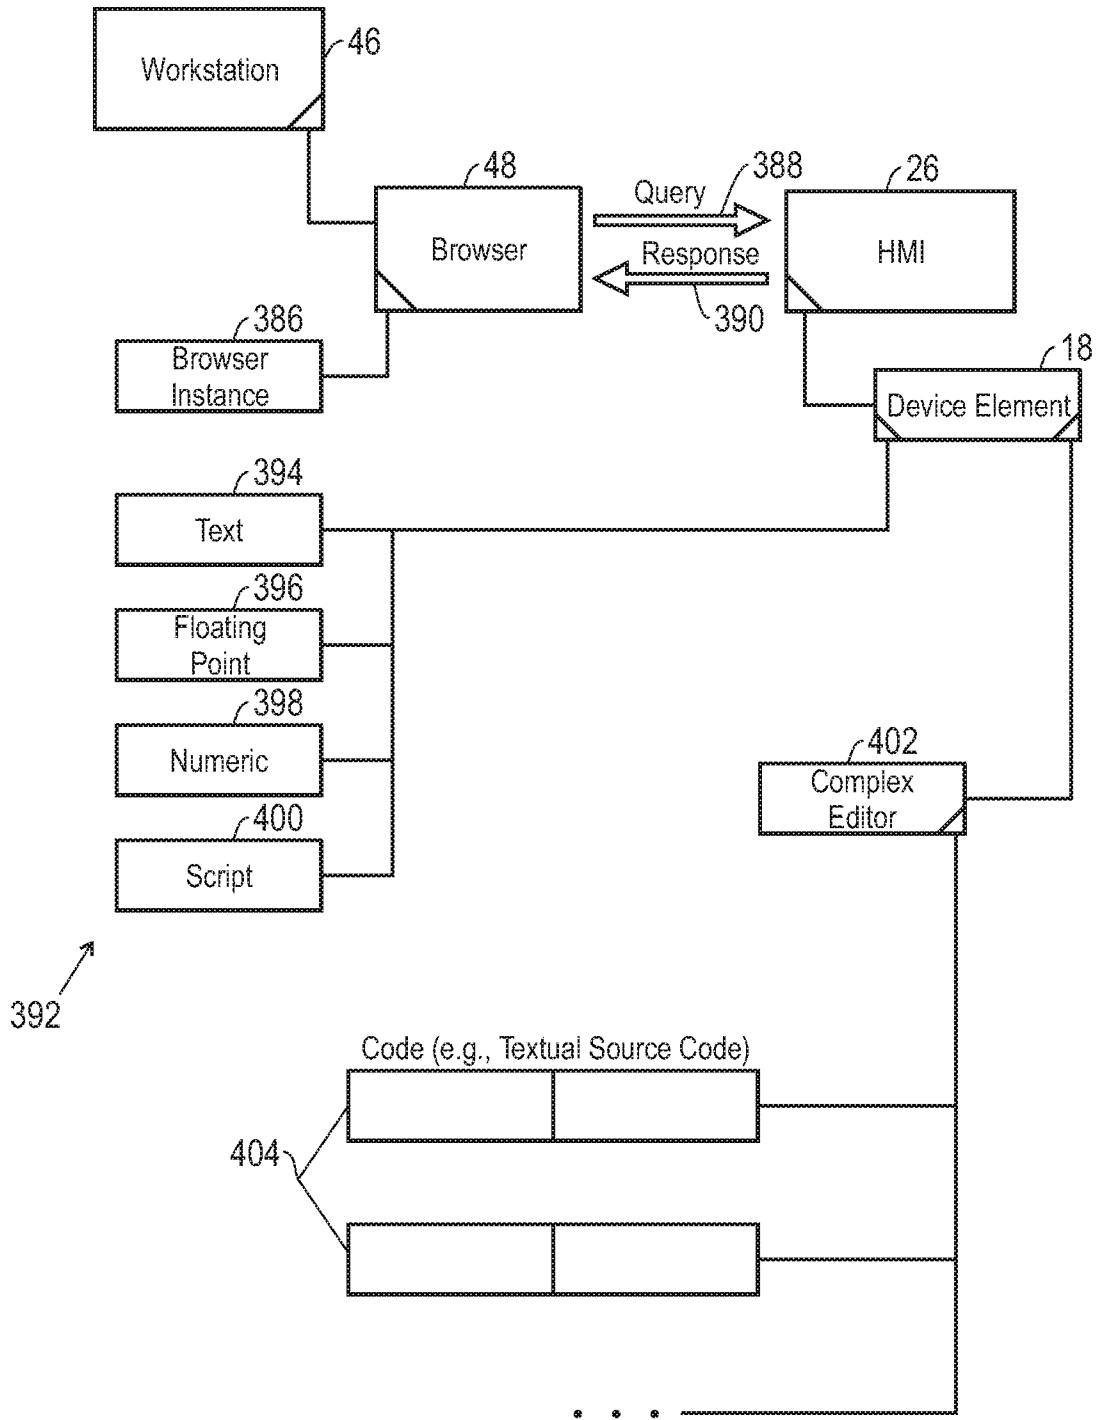 46
Workstation
48
388
26
Query
Browser
Response
HMI
390
386
Browser
Instance
18
Device Element
394
Text
396
Floating
Point
398
Numeric
402
Complex
Editor
400
Script
392
Code (e.g., Textual Source Code)
404
. . .